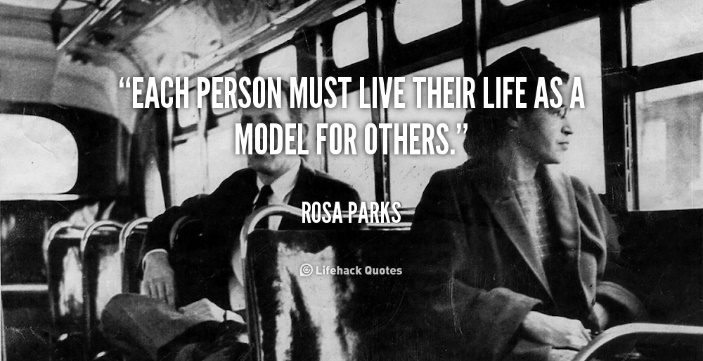 “EACH PERSON MUST LIVE THEIR LIFE AS A
MODEL FOR OTHERS.”
ROSA PARKS
Lifehack Quotes